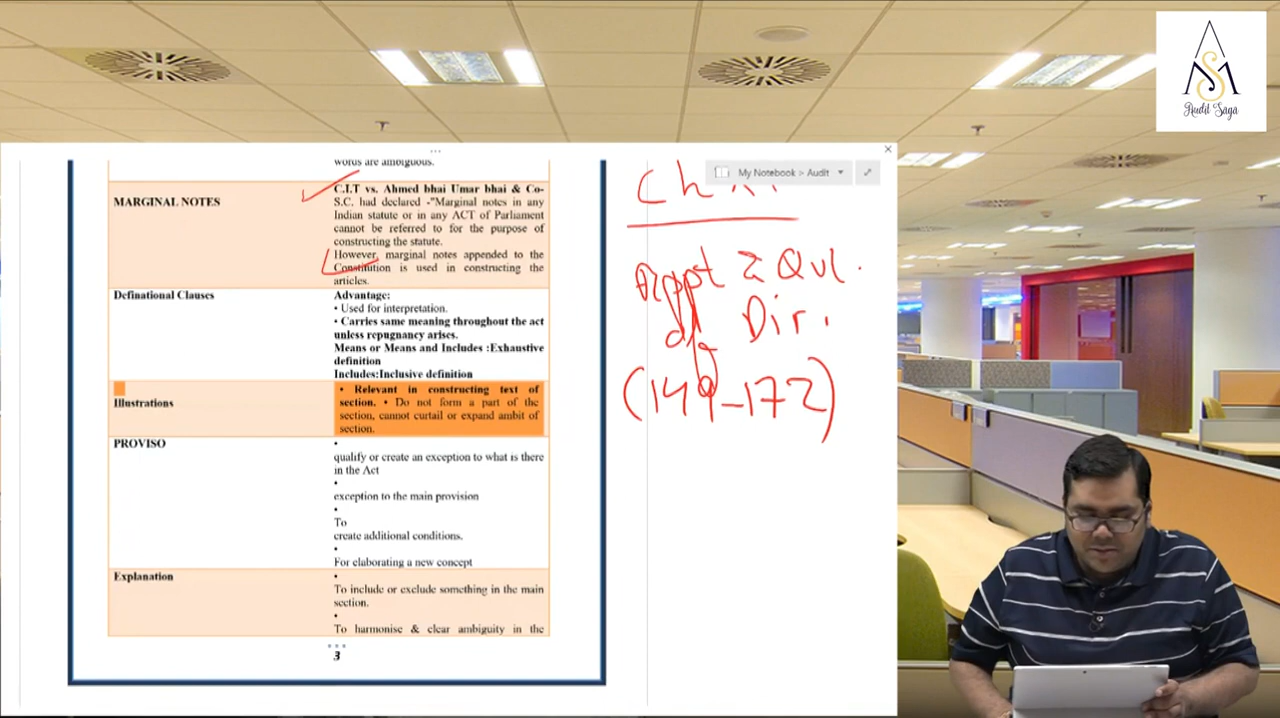 Audit Saga
My Notebook > Audit
words are ambiguous.
MARGINAL NOTES
C.I.T vs. Ahmed bhai Umar bhai & Co-
S.C. had declared -"Marginal notes in any
Indian statute or in any ACT of Parliament
cannot be referred to for the purpose of
constructing the statute.
However, marginal notes appended to the
Constitution is used in constructing the
articles.
Definational Clauses
Advantage:
• Used for interpretation.
• Carries same meaning throughout the act
unless repugnancy arises.
Means or Means and Includes :Exhaustive
definition
Includes:Inclusive definition
Illustrations
• Relevant in constructing text of
section. • Do not form a part of the
section, cannot curtail or expand ambit of
section.
PROVISO
•
qualify or create an exception to what is there
in the Act
•
exception to the main provision
•
To
create additional conditions.
•
For elaborating a new concept
Explanation
•
To include or exclude something in the main
section.
•
To harmonise & clear ambiguity in the
3
Ch
Appt & Qul.
of Dir.
(149-172)